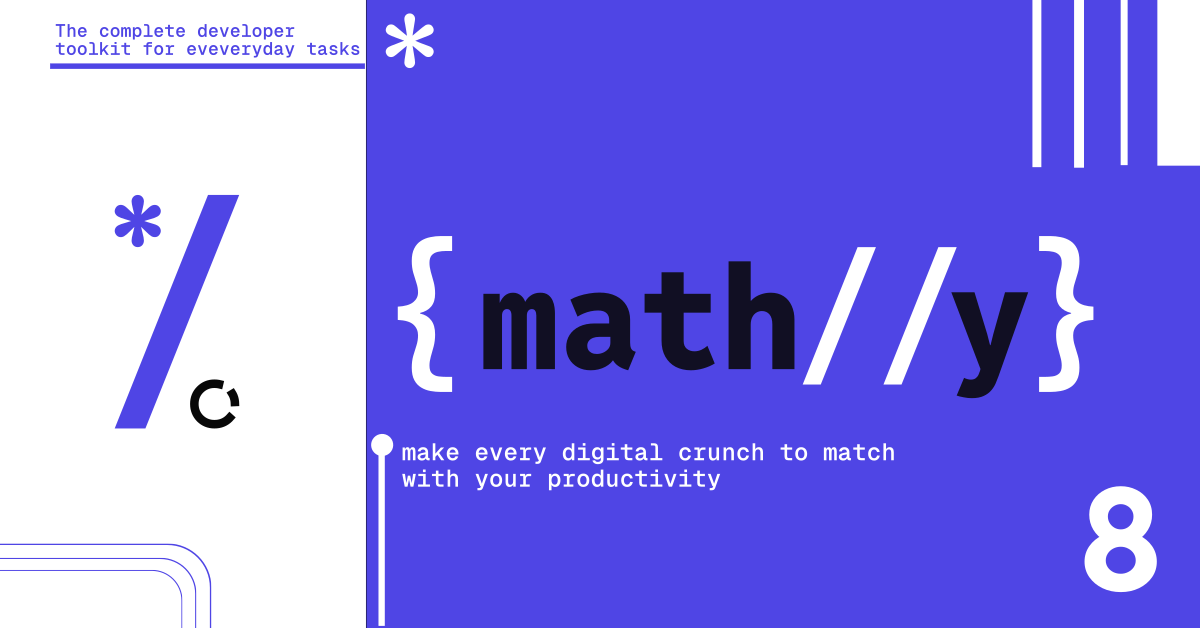 The complete developer
toolkit for eveveryday tasks
*
*/
{math//y}
make every digital crunch to match
with your productivity
8